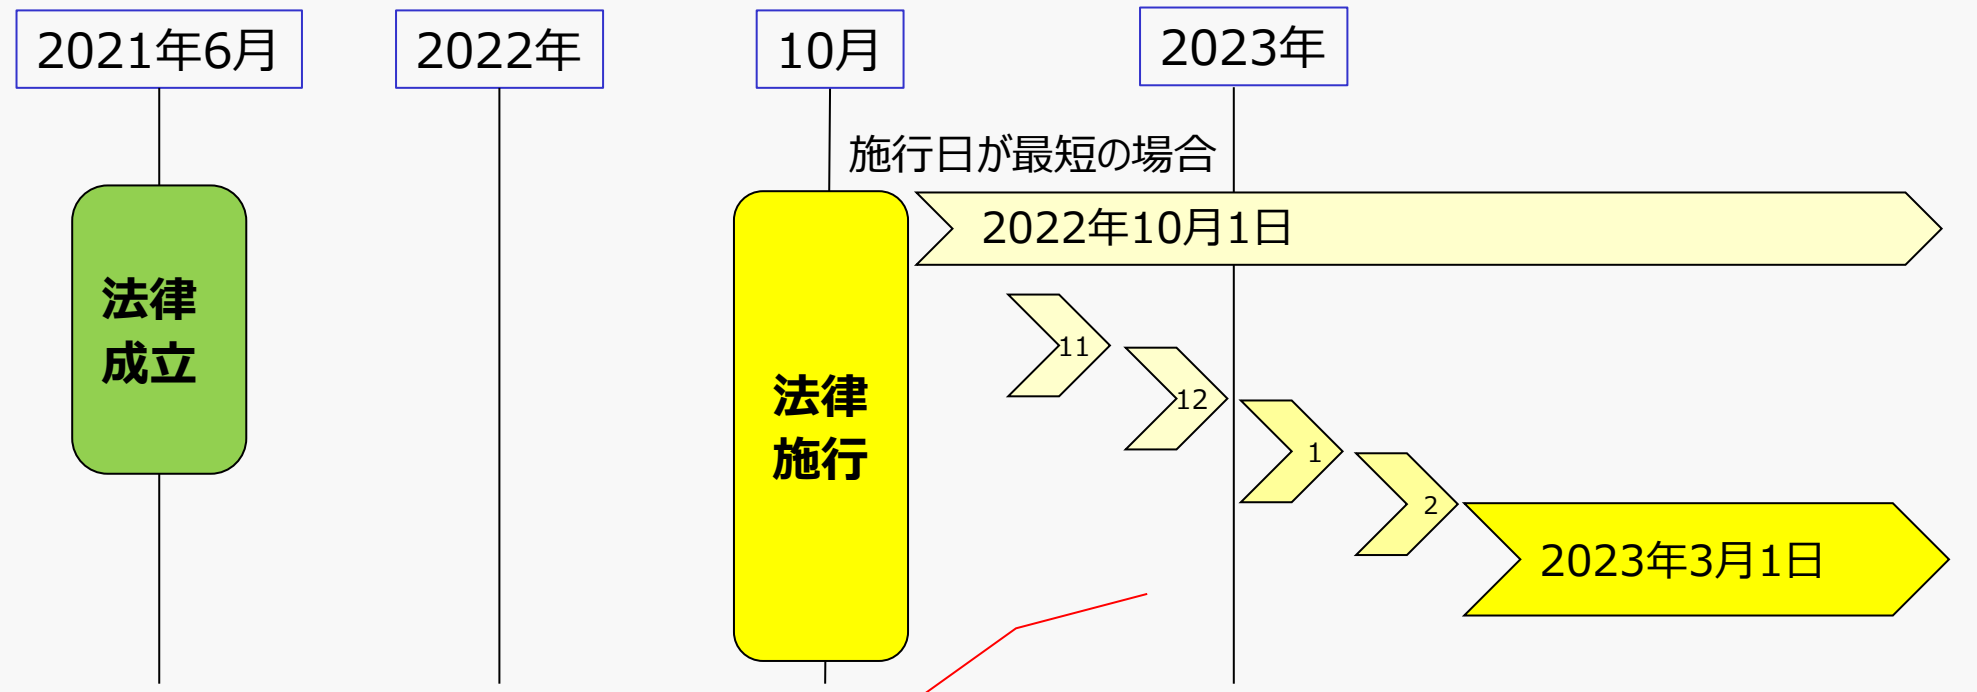 2021年6月
2022年
10月
2023年
施行日が最短の場合
2022年10月1日
法律
成立
法律
施行
11
12
1
2
2023年3月1日